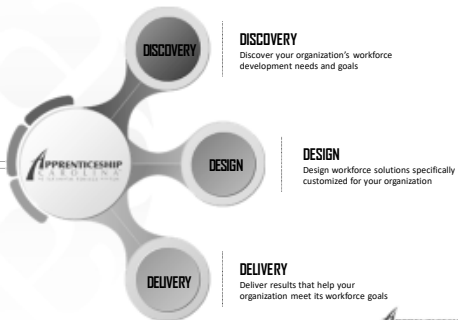 DISCOVERY
DISCOVERY
Discover your organization's workforce
development needs and goals
APPRENTICESHIP
CAROLINA
DESIGN
DESIGN
Design workforce solutions specifically
customized for your organization
DELIVERY
DELIVERY
Deliver results that help your
organization meet its workforce goals